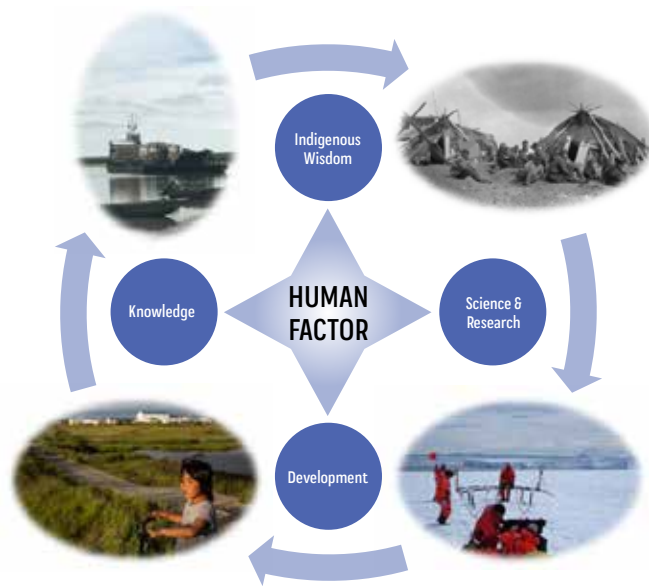 Indigenous
Wisdom
Knowledge
HUMAN
FACTOR
Science &
Research
Development